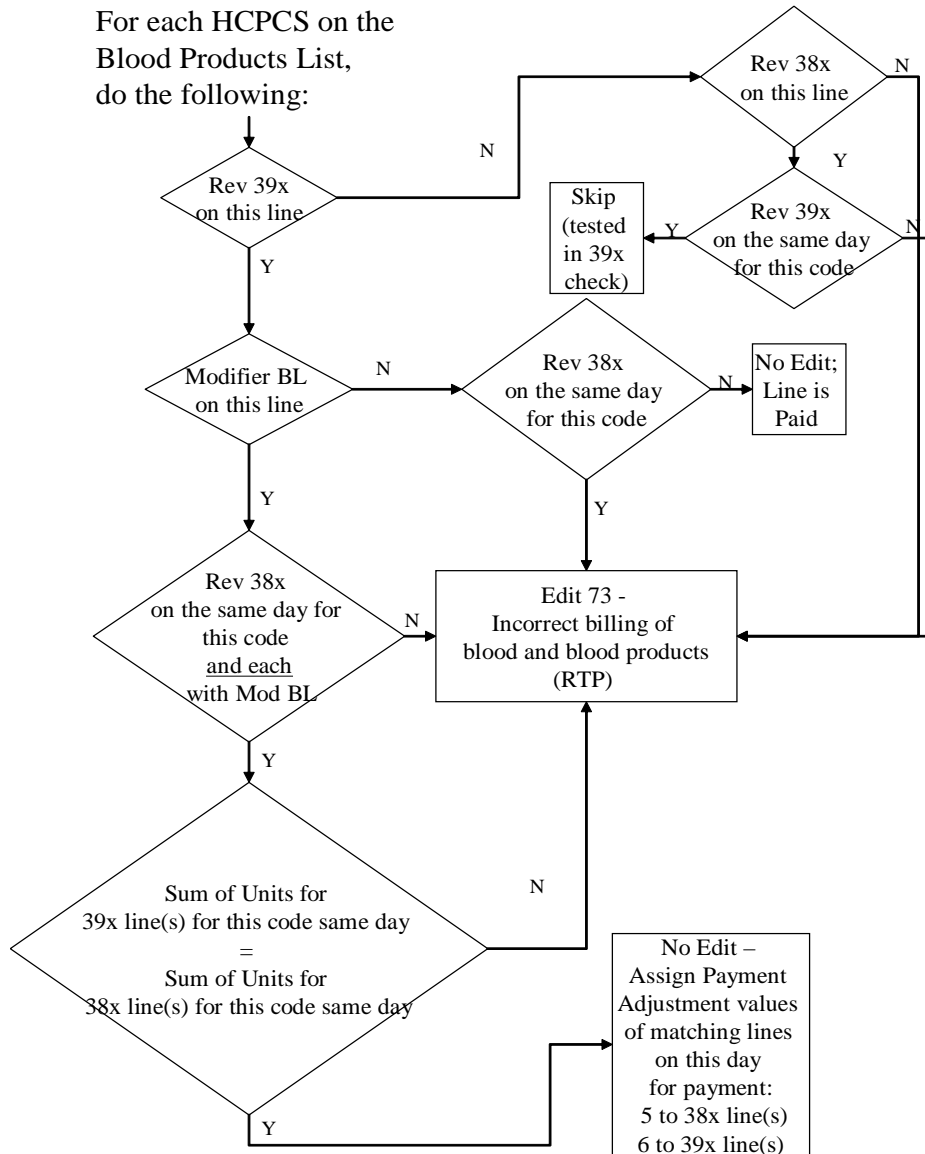 For each HCPCS on the
Blood Products List,
do the following:
Rev 38x
on this line
N
N
Y
Rev 39x
on this line
Skip
(tested
in 39x
check)
Y
Rev 39x
on the same day
for this code
N
Y
Modifier BL
on this line
N
Rev 38x
on the same day
for this code
N
No Edit;
Line is
Paid
Y
Y
Rev 38x
on the same day for
this code
and each
with Mod BL
N
Edit 73 -
Incorrect billing of
blood and blood products
(RTP)
Y
Sum of Units for
39x line(s) for this code same day
=
Sum of Units for
38x line(s) for this code same day
N
No Edit –
Assign Payment
Adjustment values
of matching lines
on this day
for payment:
5 to 38x line(s)
6 to 39x line(s)
Y